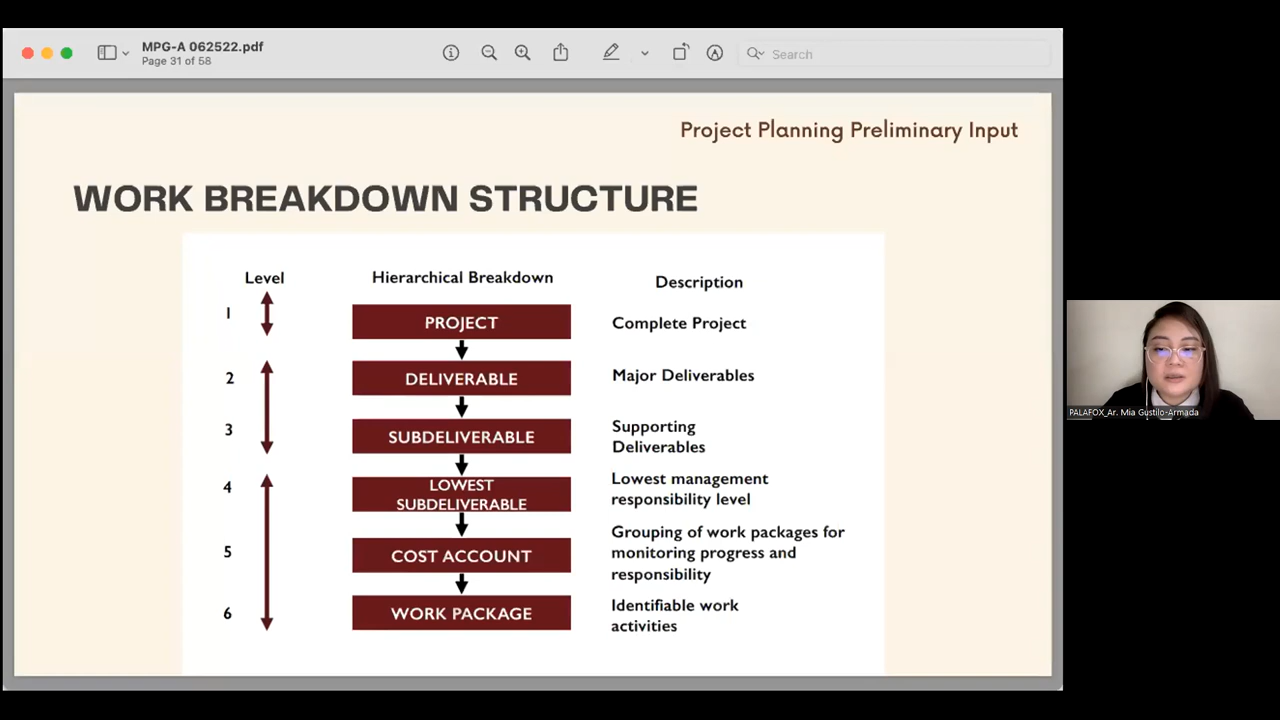 MPG-A 062522.pdf
Page 31 of 58
Search
Project Planning Preliminary Input
WORK BREAKDOWN STRUCTURE
Level
Hierarchical Breakdown
Description
1
PROJECT
Complete Project
2
DELIVERABLE
Major Deliverables
3
SUBDELIVERABLE
Supporting
Deliverables
4
LOWEST
SUBDELIVERABLE
Lowest management
responsibility level
5
COST ACCOUNT
Grouping of work packages for
monitoring progress and
responsibility
6
WORK PACKAGE
Identifiable work
activities
PALAFOX_Ar. Mia Gustilo-Armada